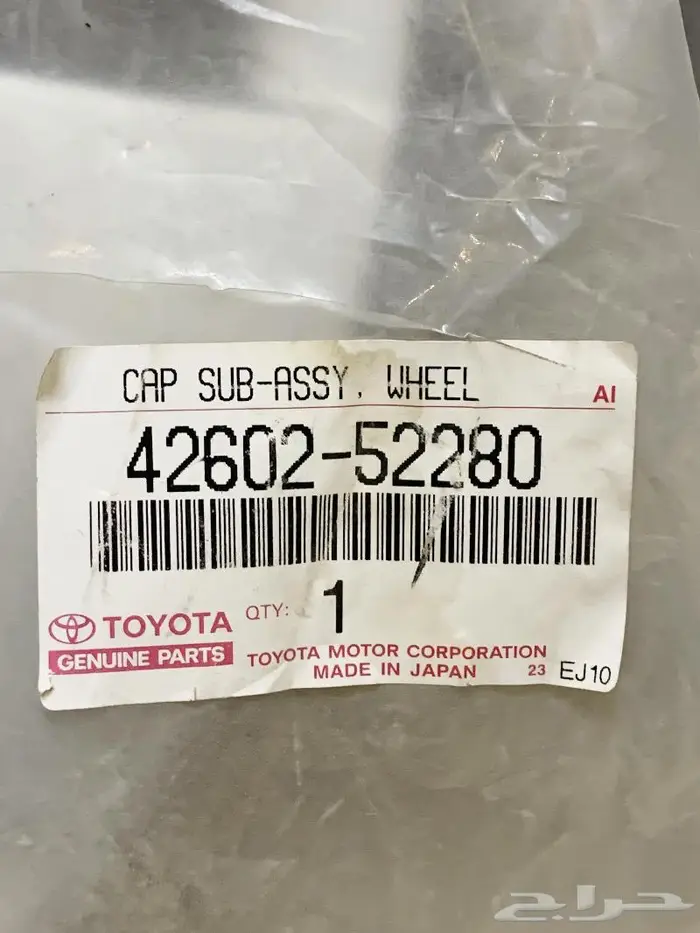 CAP SUB-ASSY, WHEEL
AI
42602-52280
TOYOTA
GENUINE PARTS
QTY: 1
TOYOTA MOTOR CORPORATION
MADE IN JAPAN 23 EJ10
حراج